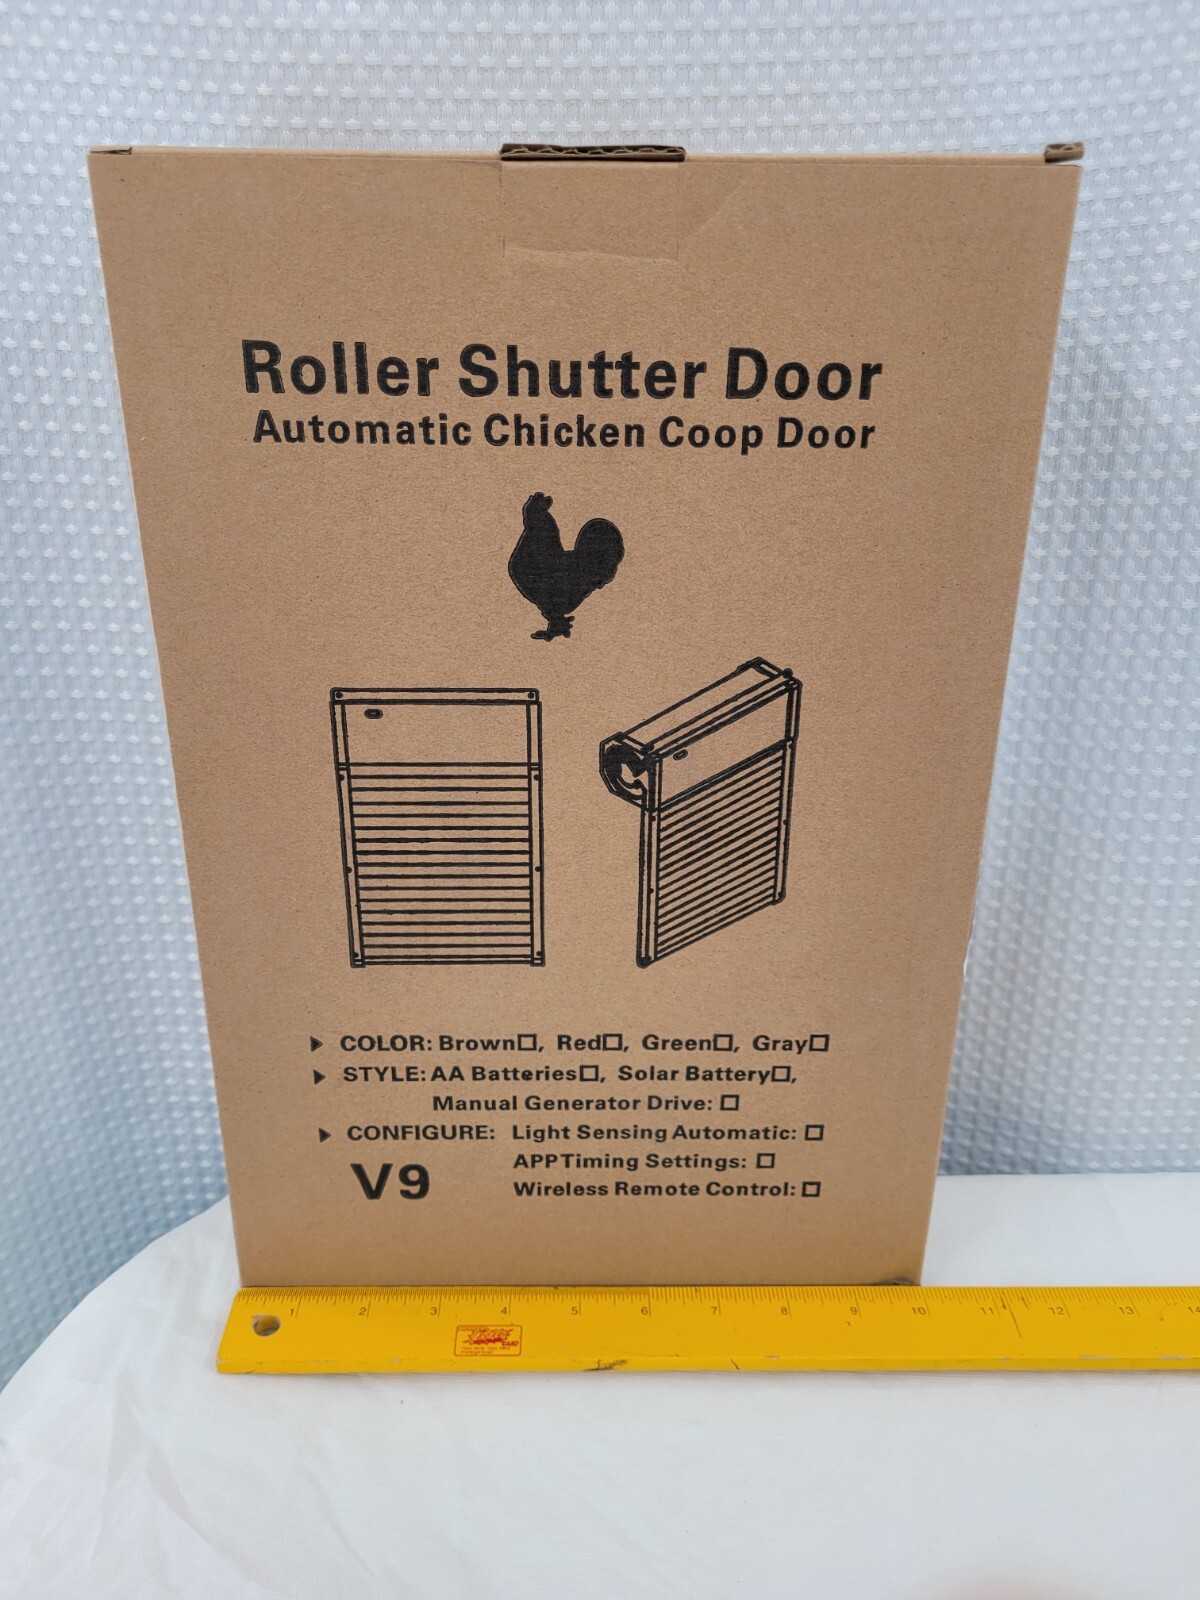 Roller Shutter Door
Automatic Chicken Coop Door
▶ COLOR: Brown☐, Red☐, Green☐, Gray☐
▶ STYLE: AA Batteries☐, Solar Battery☐,
Manual Generator Drive: ☐
▶ CONFIGURE: Light Sensing Automatic: ☐
APP Timing Settings: ☐
V9
Wireless Remote Control: ☐
1 2 3 4 5 6 7 8 9 10 11 12 13 14